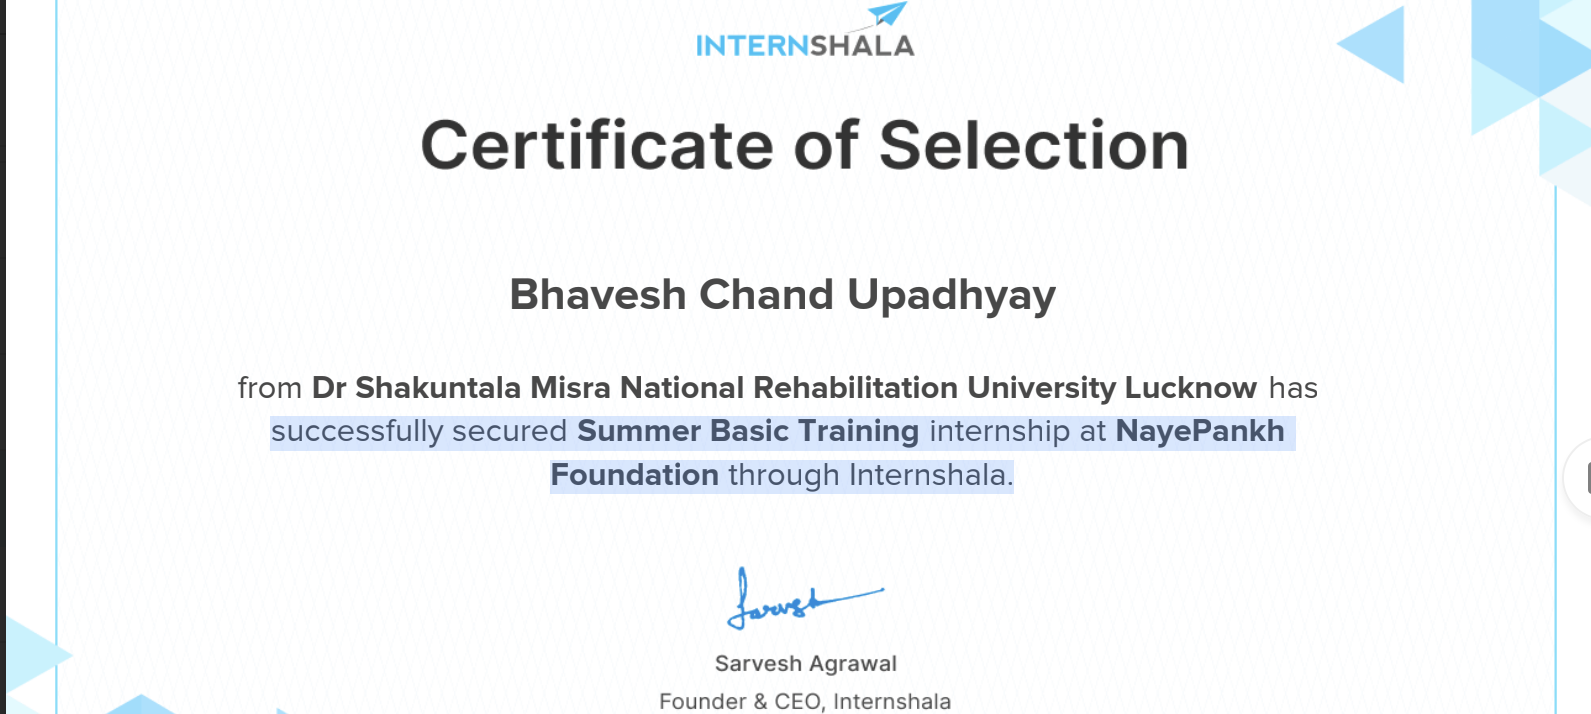 INTERNSHALA
Certificate of Selection
Bhavesh Chand Upadhyay
from Dr Shakuntala Misra National Rehabilitation University Lucknow has
successfully secured Summer Basic Training internship at NayePankh
Foundation through Internshala.
Sarvesh
Sarvesh Agrawal
Founder & CEO, Internshala